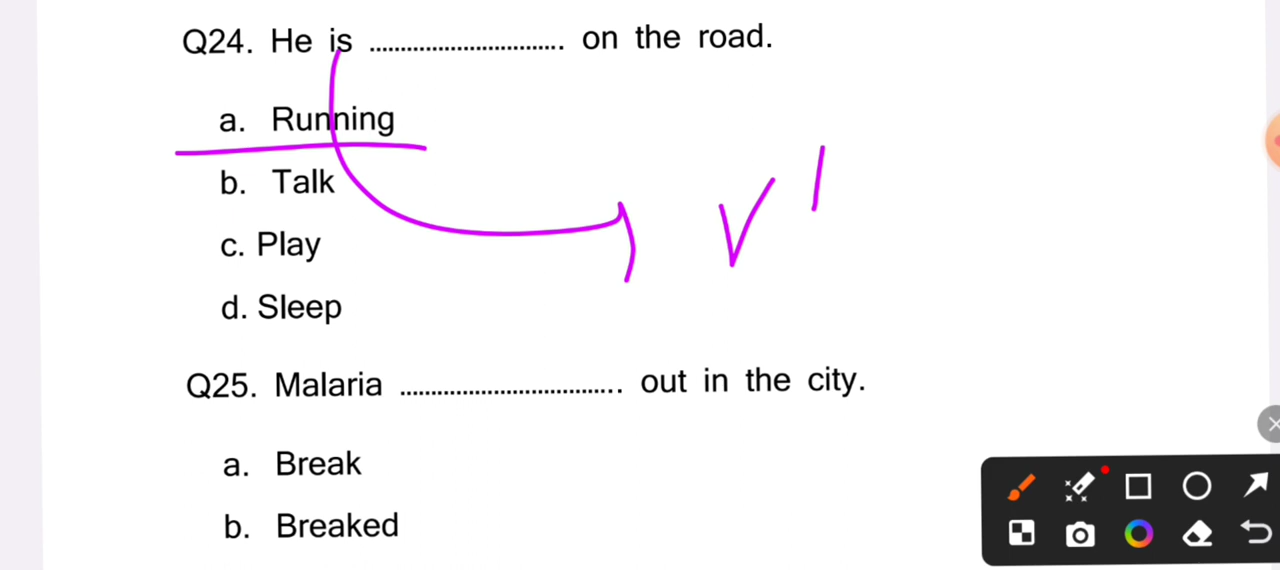 Q24. He is ................................ on the road.
a. Running
b. Talk
c. Play
d. Sleep
V I
Q25. Malaria ................................ out in the city.
a. Break
b. Breaked